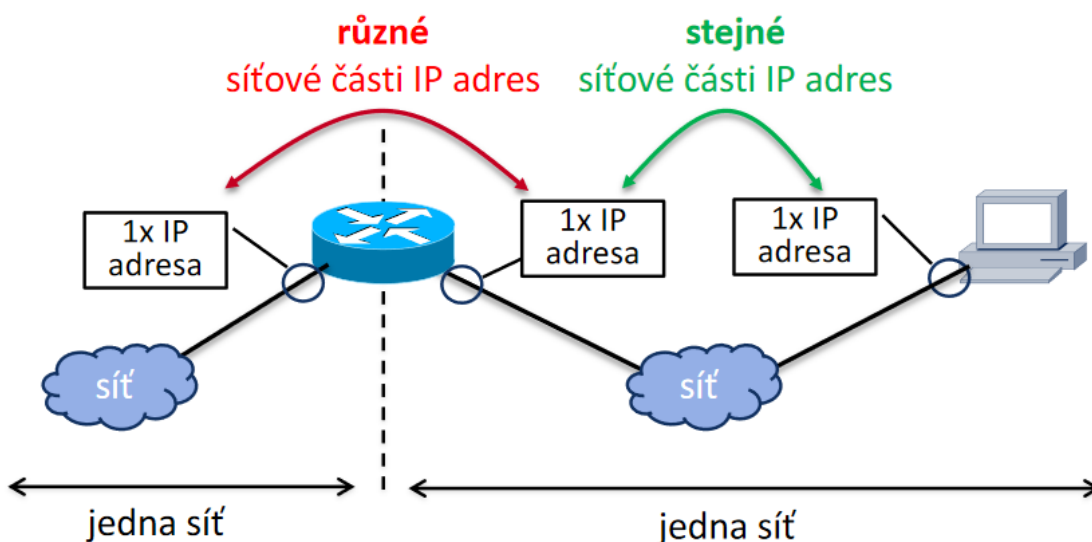 různé
síťové části IP adres
stejné
síťové části IP adres
1x IP
adresa
1x IP
adresa
1x IP
adresa
síť
síť
jedna síť
jedna síť